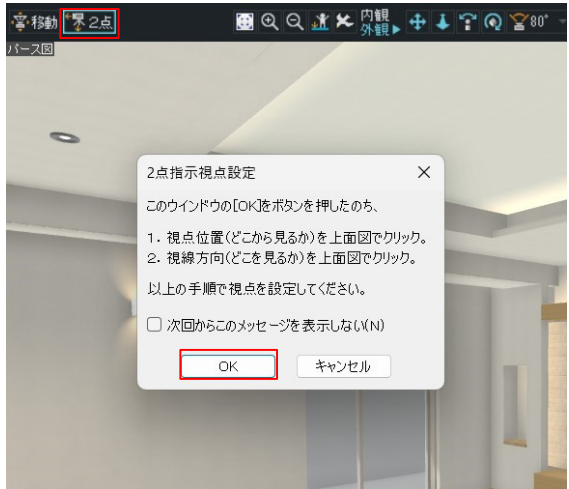 移動 2点 内観 外観 80°
パース図
2点指示視点設定
このウインドウの[OK]をボタンを押したのち、
1. 視点位置(どこから見るか)を上面図でクリック。
2. 視線方向(どこを見るか)を上面図でクリック。
以上の手順で視点を設定してください。
次回からこのメッセージを表示しない(N)
OK キャンセル